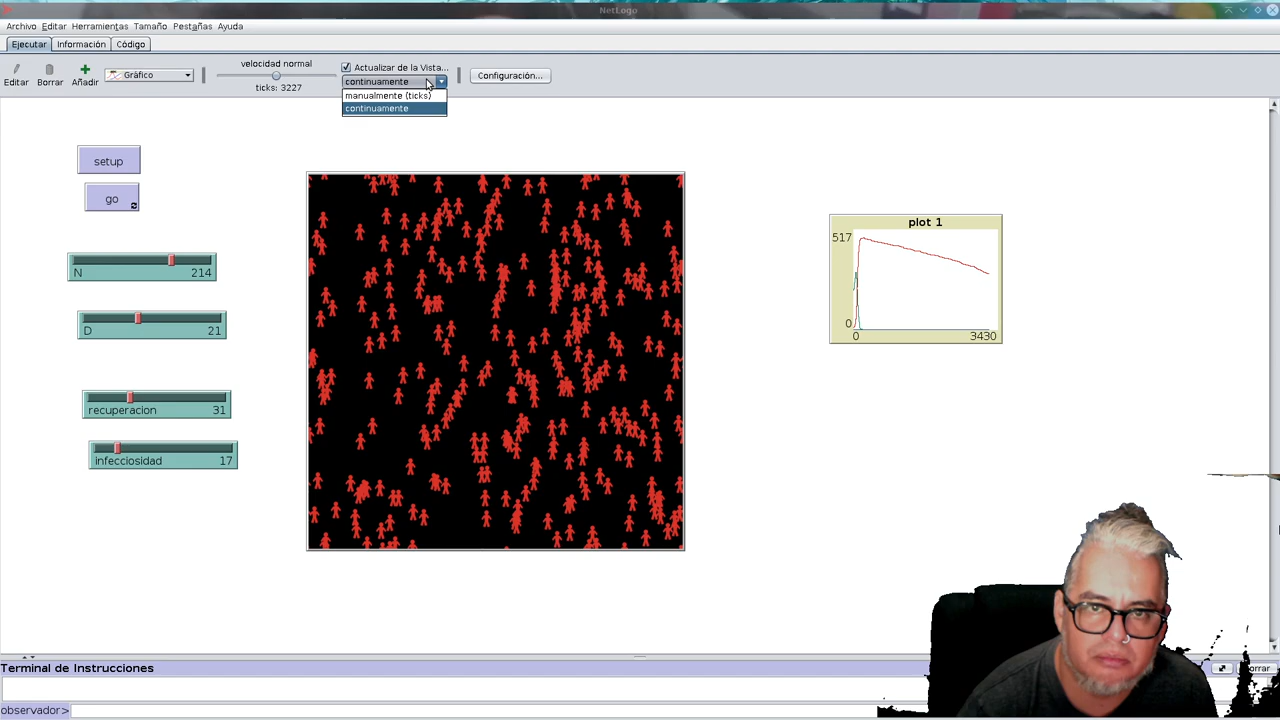 NetLogo
Archivo Editar Herramientas Tamaño Pestañas Ayuda
Ejecutar Información Código
Editar Borrar Añadir Gráfico
velocidad normal
ticks: 3227
Actualizar de la Vista...
continuamente
manualmente (ticks)
continuamente
Configuración...
setup
go
N 214
D 21
recuperacion 31
infecciosidad 17
plot 1
517
0
0 3430
Terminal de Instrucciones
observador>